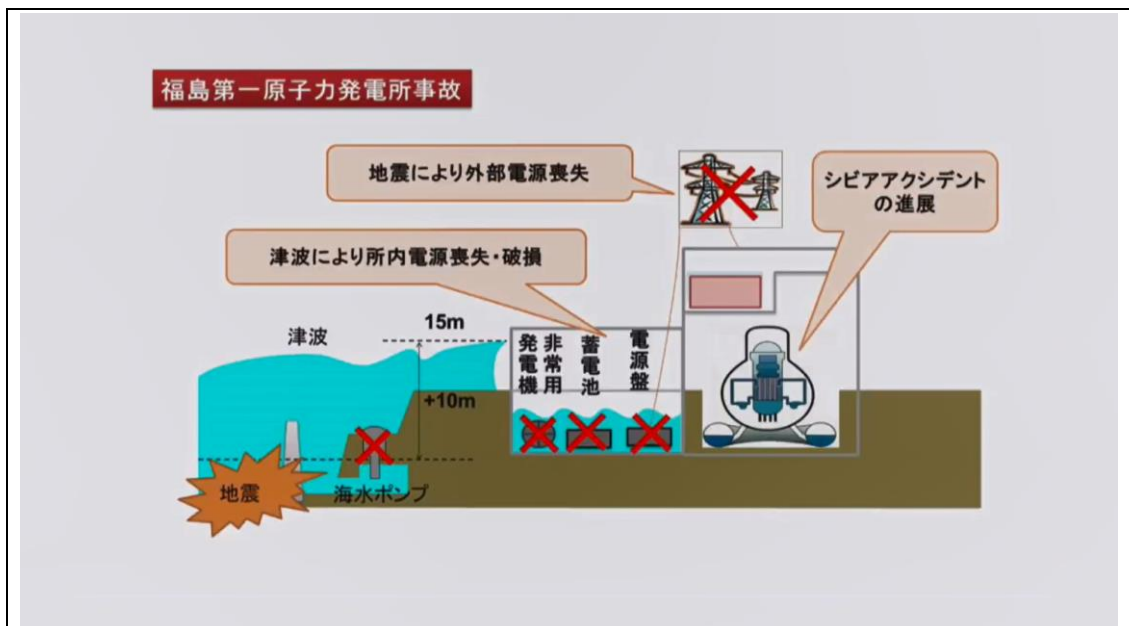 福島第一原子力発電所事故
地震により外部電源喪失
シビアアクシデント
の進展
津波により所内電源喪失・破損
津波
15m
+10m
非常用
発電機
蓄電池
電源盤
地震
海水ポンプ